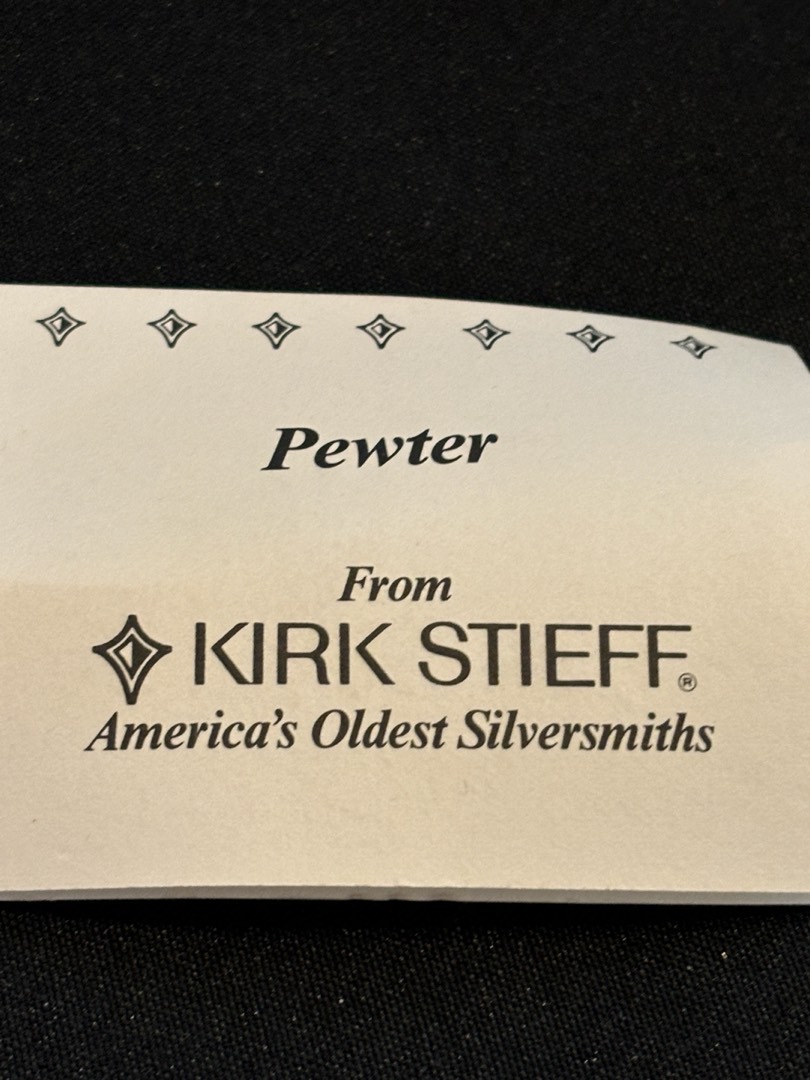 Pewter
From
KIRK STIEFF®
America's Oldest Silversmiths